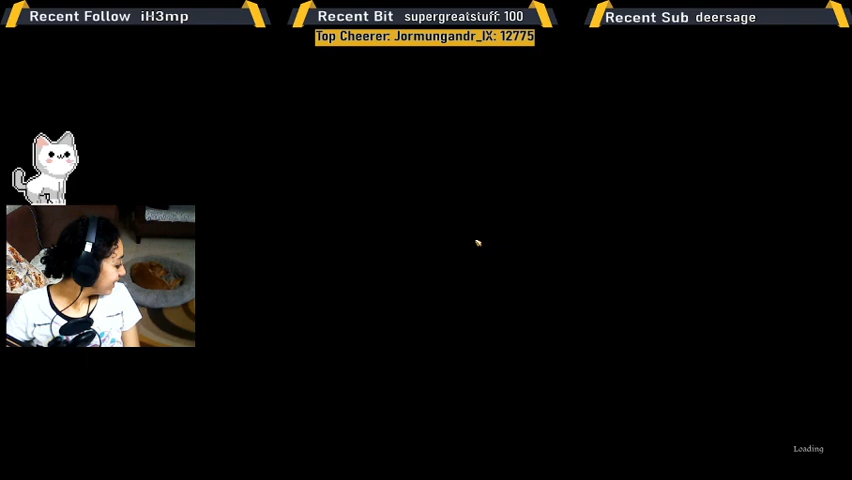 Recent Follow iH3mp
Recent Bit supergreatstuff: 100
Recent Sub deersage
Top Cheerer: Jormungandr_IX: 12775
Loading